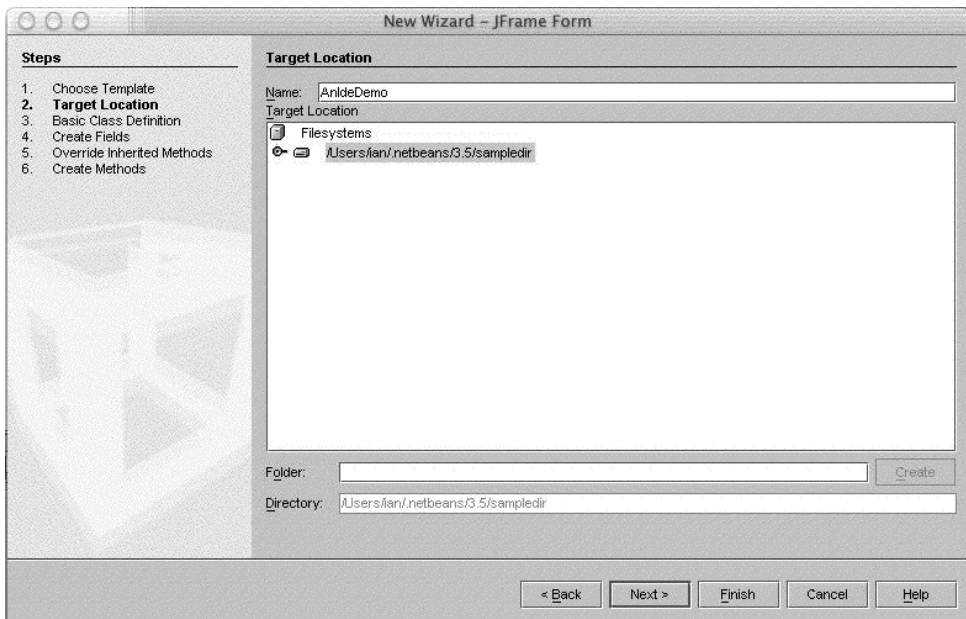 New Wizard – JFrame Form
Steps
1. Choose Template
2. Target Location
3. Basic Class Definition
4. Create Fields
5. Override Inherited Methods
6. Create Methods
Target Location
Name: AnIdeDemo
Target Location
Filesystems
/Users/ian/.netbeans/3.5/sampledir
Folder: Create
Directory: /Users/ian/.netbeans/3.5/sampledir
< Back Next > Finish Cancel Help